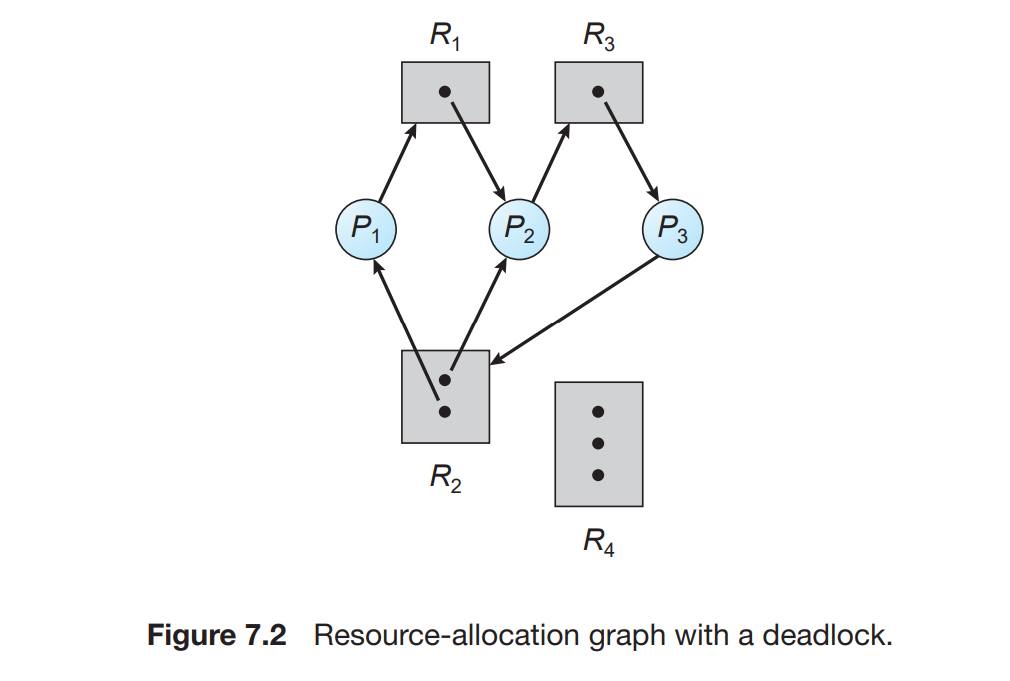 R₁ R₃
P₁ P₂ P₃
R₂
R₄
Figure 7.2 Resource-allocation graph with a deadlock.